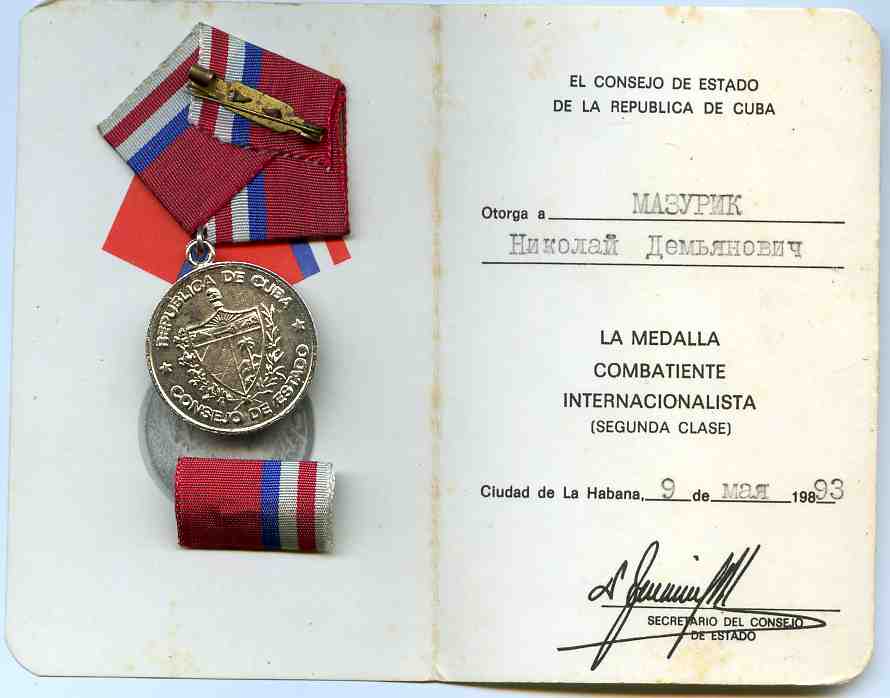 REPUBLICA DE CUBA
CONSEJO DE ESTADO
EL CONSEJO DE ESTADO
DE LA REPUBLICA DE CUBA
Otorga a МАЗУРИК
Николай Демьянович
LA MEDALLA
COMBATIENTE
INTERNACIONALISTA
(SEGUNDA CLASE)
Ciudad de La Habana, 9 de мая 19893
SECRETARIO DEL CONSEJO
DE ESTADO